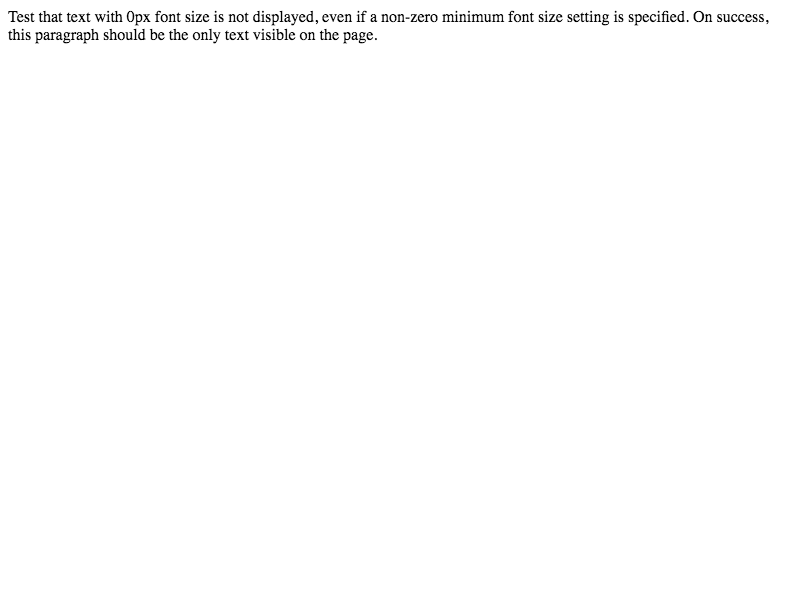 Test that text with 0px font size is not displayed, even if a non-zero minimum font size setting is specified. On success,
this paragraph should be the only text visible on the page.